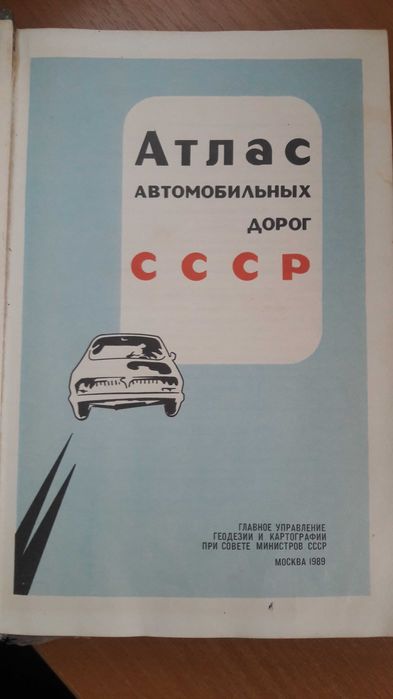 Атлас
АВТОМОБИЛЬНЫХ
ДОРОГ
СССР
ГЛАВНОЕ УПРАВЛЕНИЕ
ГЕОДЕЗИИ И КАРТОГРАФИИ
ПРИ СОВЕТЕ МИНИСТРОВ СССР
МОСКВА 1989